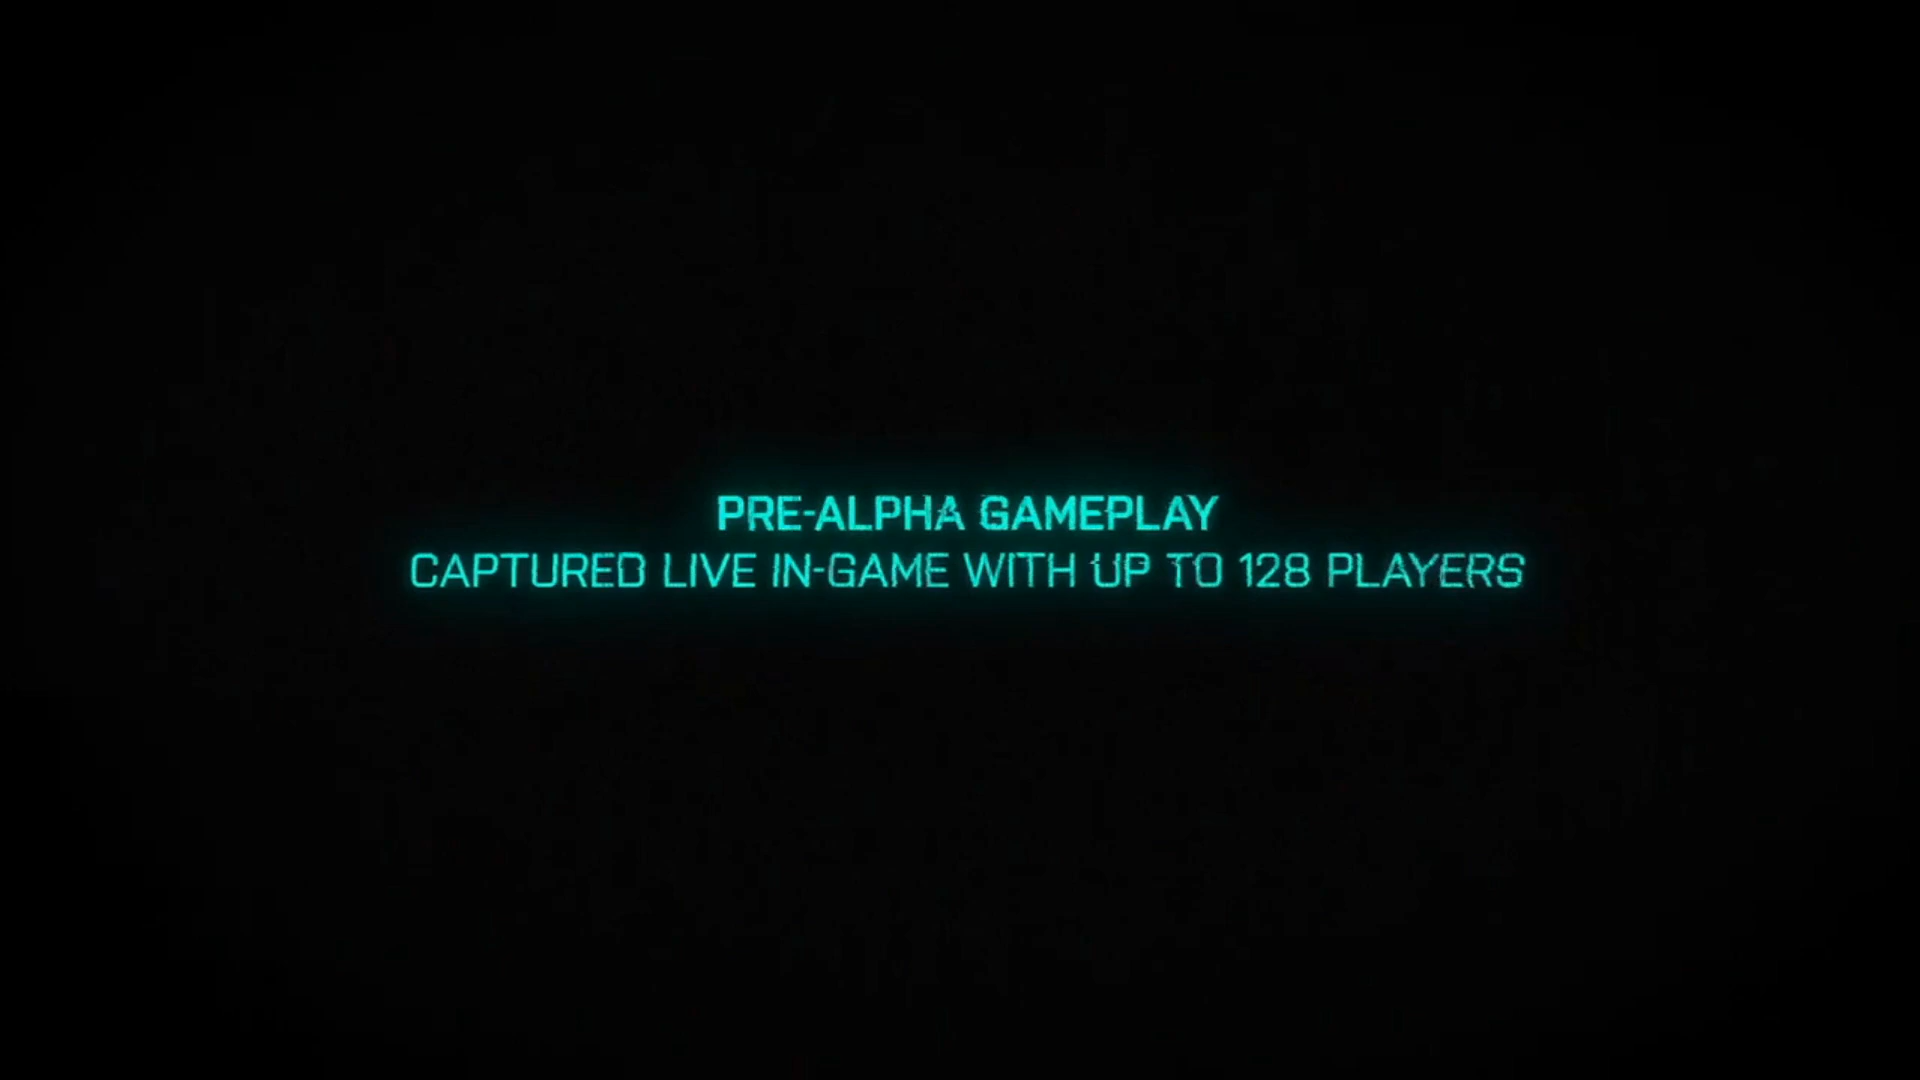 PRE-ALPHA GAMEPLAY
CAPTURED LIVE IN-GAME WITH UP TO 128 PLAYERS